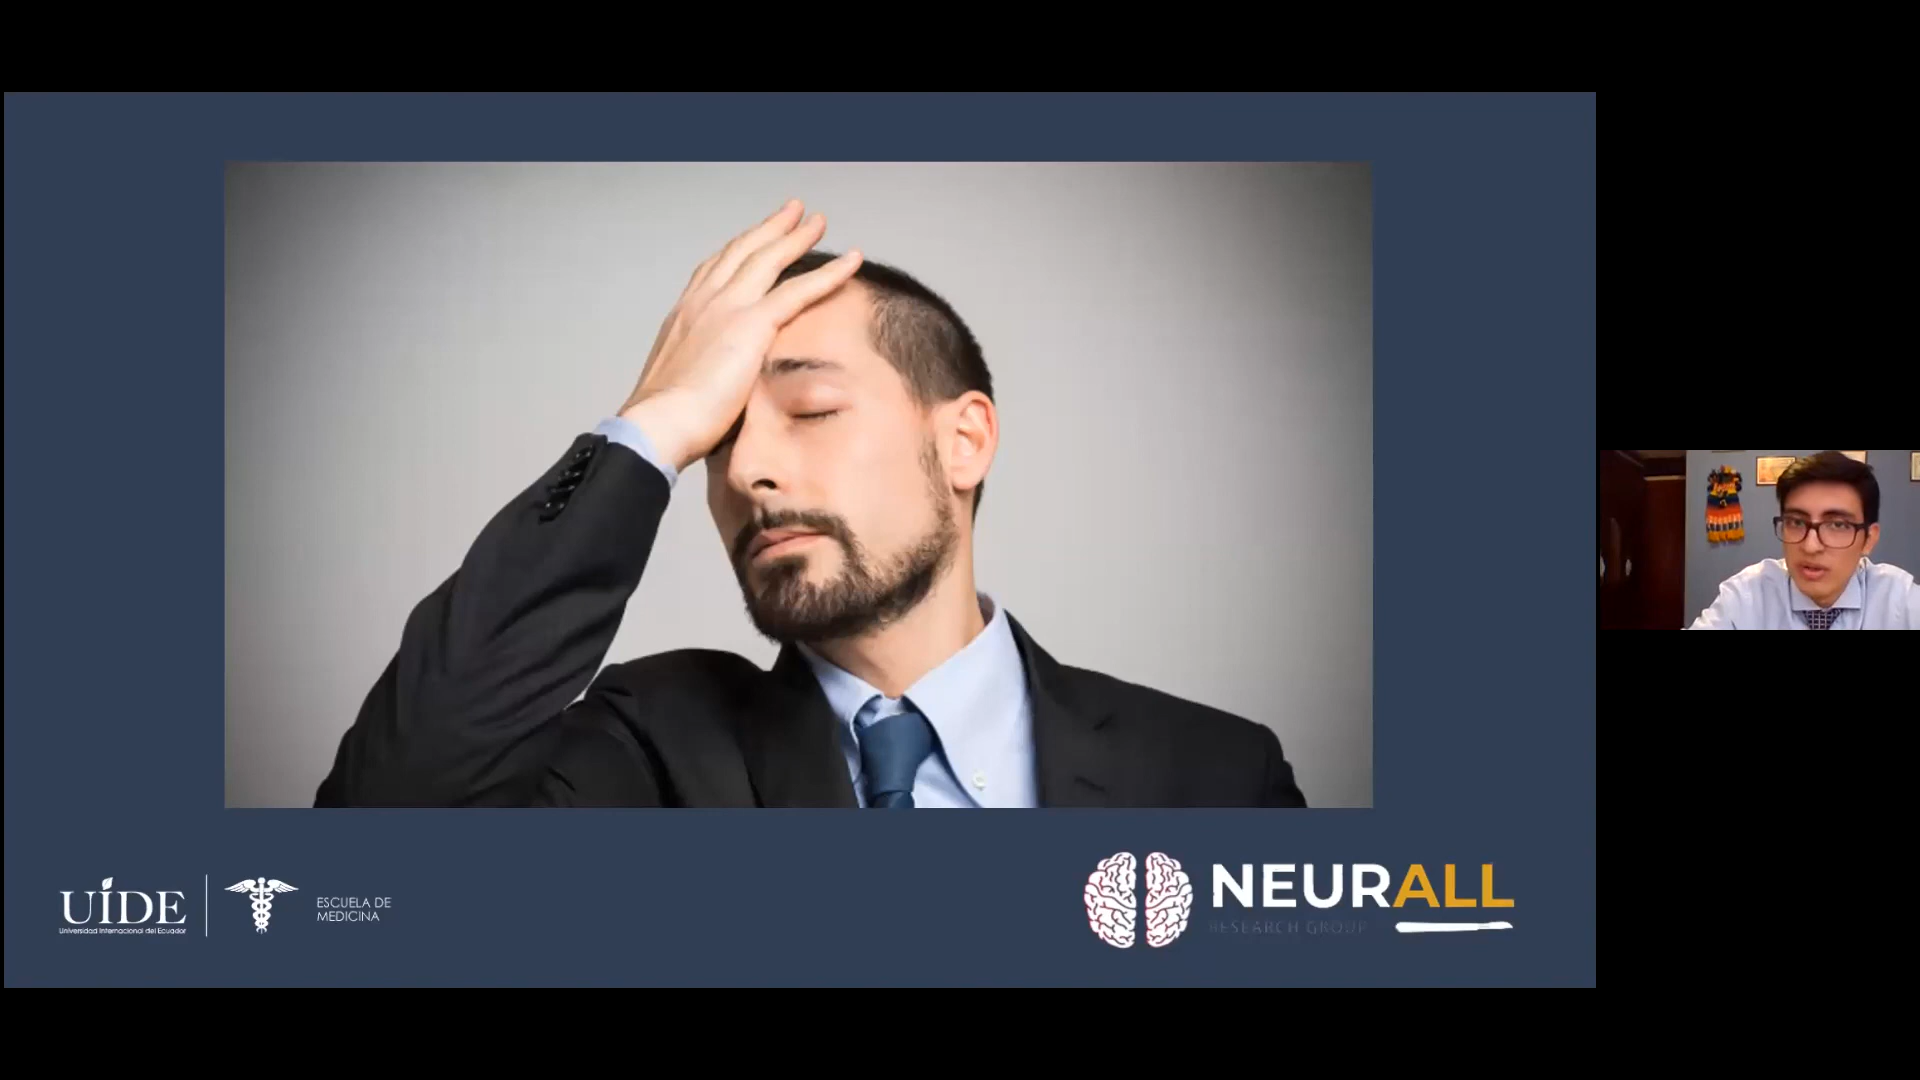 UIDE
Universidad Internacional del Ecuador
ESCUELA DE
MEDICINA
NEURALL
RESEARCH GROUP